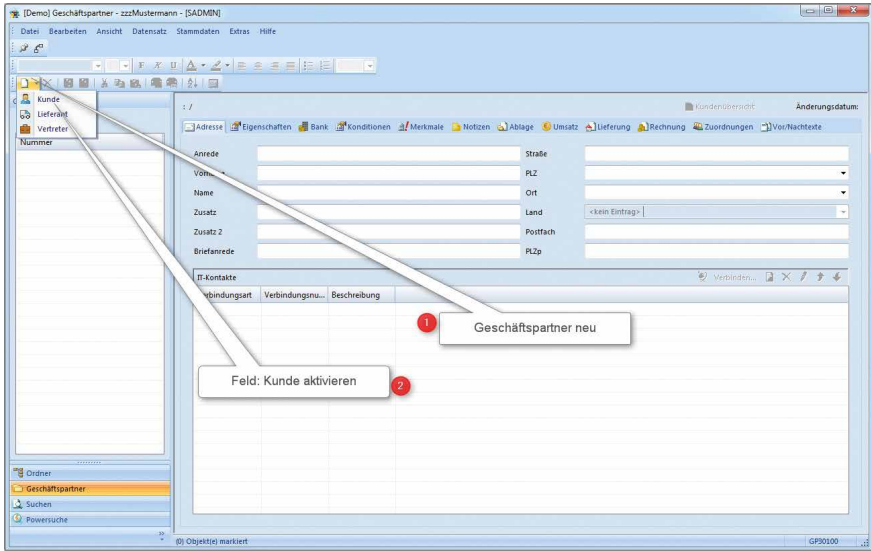 [Demo] Geschäftspartner - zzzMustermann - [SADMIN]
Datei Bearbeiten Ansicht Datensatz Stammdaten Extras Hilfe
F K U
Kunde
Lieferant
Vertreter
Nummer
: /
Kundenübersicht Änderungsdatum:
Adresse Eigenschaften Bank Konditionen Merkmale Notizen Ablage Umsatz Lieferung Rechnung Zuordnungen Vor/Nachtexte
Anrede Straße
PLZ
Name Ort
Zusatz Land <kein Eintrag>
Zusatz 2 Postfach
Briefanrede PLZp
IT-Kontakte Verbinden...
Verbindungsnu... Beschreibung
1 Geschäftspartner neu
Feld: Kunde aktivieren 2
Ordner
Geschäftspartner
Suchen
Powersuche
(0) Objekt(e) markiert GP30100